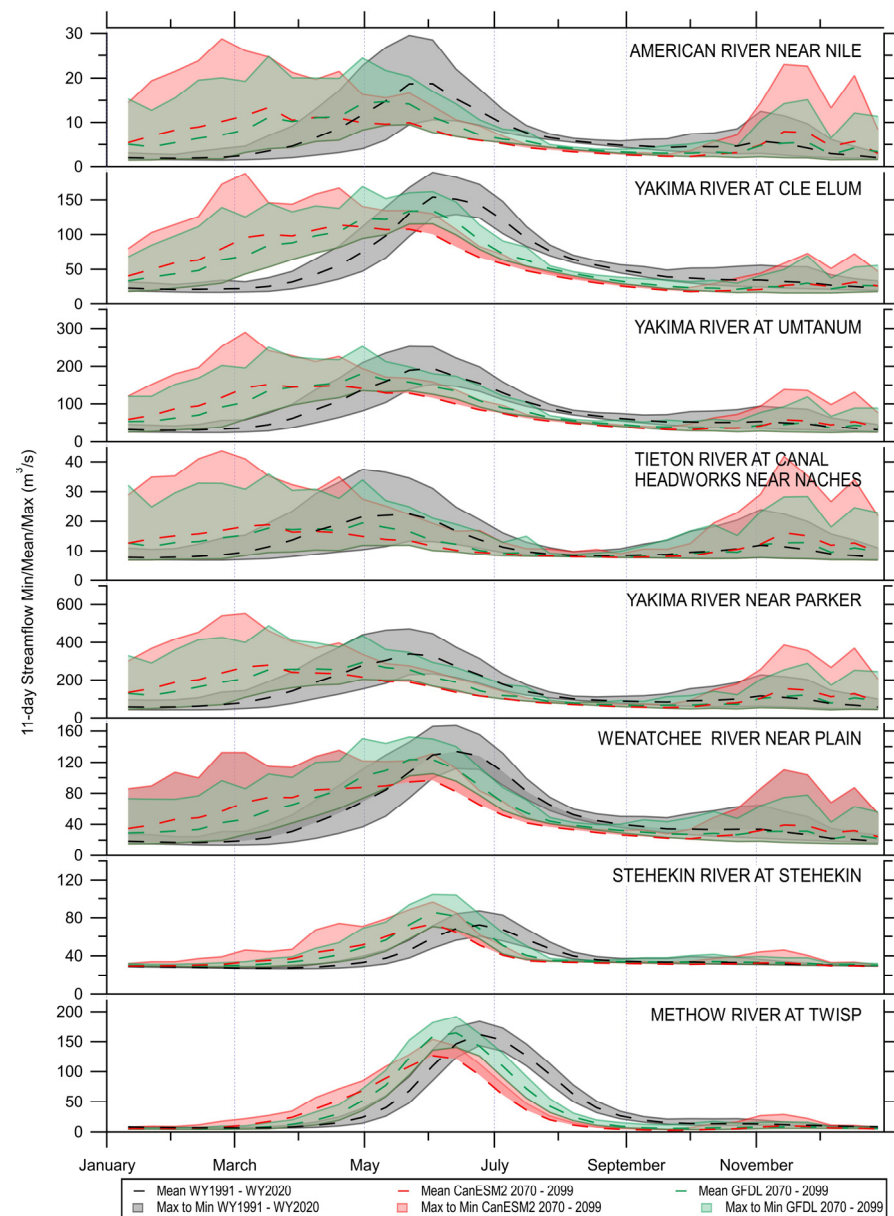 30
AMERICAN RIVER NEAR NILE
20
10
0
YAKIMA RIVER AT CLE ELUM
150
100
50
0
300
YAKIMA RIVER AT UMTANUM
200
100
0
TIETON RIVER AT CANAL
HEADWORKS NEAR NACHES
40
30
20
10
0
YAKIMA RIVER NEAR PARKER
600
400
200
0
11-day Streamflow Min/Mean/Max (m³/s)
160
WENATCHEE RIVER NEAR PLAIN
120
80
40
0
STEHEKIN RIVER AT STEHEKIN
120
80
40
0
METHOW RIVER AT TWISP
200
150
100
50
0
January March May July September November
Mean WY1991 - WY2020 Mean CanESM2 2070 - 2099 Mean GFDL 2070 - 2099
Max to Min WY1991 - WY2020 Max to Min CanESM2 2070 - 2099 Max to Min GFDL 2070 - 2099